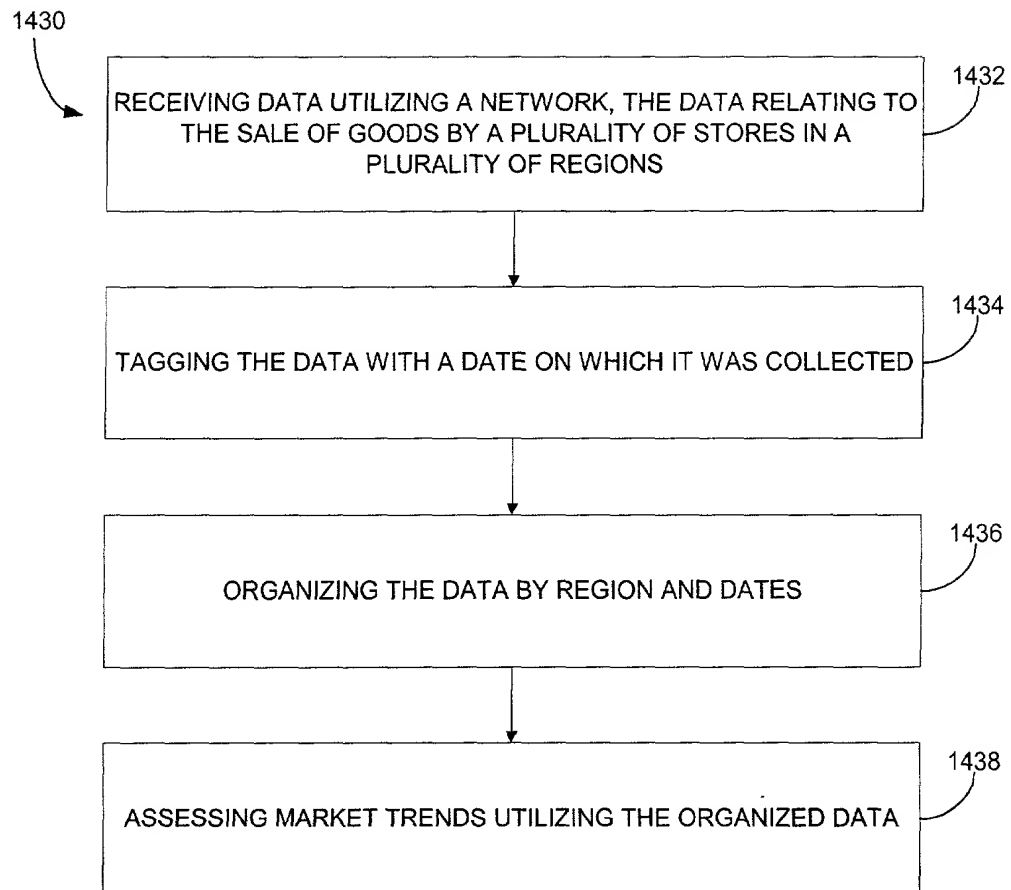 1430
1432
RECEIVING DATA UTILIZING A NETWORK, THE DATA RELATING TO
THE SALE OF GOODS BY A PLURALITY OF STORES IN A
PLURALITY OF REGIONS
1434
TAGGING THE DATA WITH A DATE ON WHICH IT WAS COLLECTED
1436
ORGANIZING THE DATA BY REGION AND DATES
1438
ASSESSING MARKET TRENDS UTILIZING THE ORGANIZED DATA